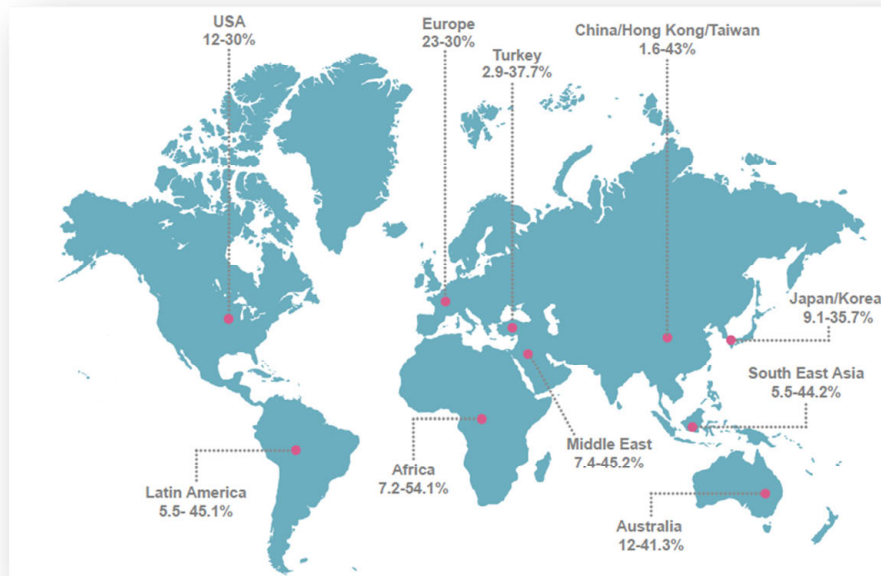 USA
12-30%
Europe
23-30%
Turkey
2.9-37.7%
China/Hong Kong/Taiwan
1.6-43%
Japan/Korea
9.1-35.7%
South East Asia
5.5-44.2%
Middle East
7.4-45.2%
Africa
7.2-54.1%
Latin America
5.5- 45.1%
Australia
12-41.3%